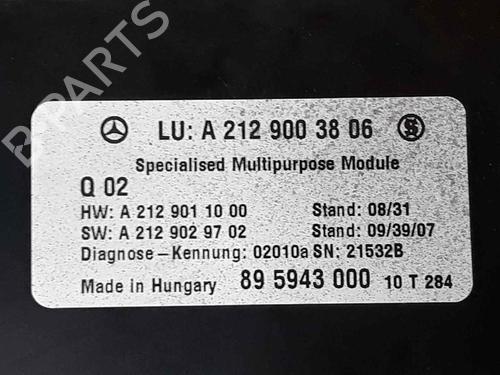 B-PARTS
LU: A 212 900 38 06
Specialised Multipurpose Module
Q 02
HW: A 212 901 10 00 Stand: 08/31
SW: A 212 902 97 02 Stand: 09/39/07
Diagnose-Kennung: 02010a SN: 21532B
Made in Hungary 89 5943 000 10 T 284